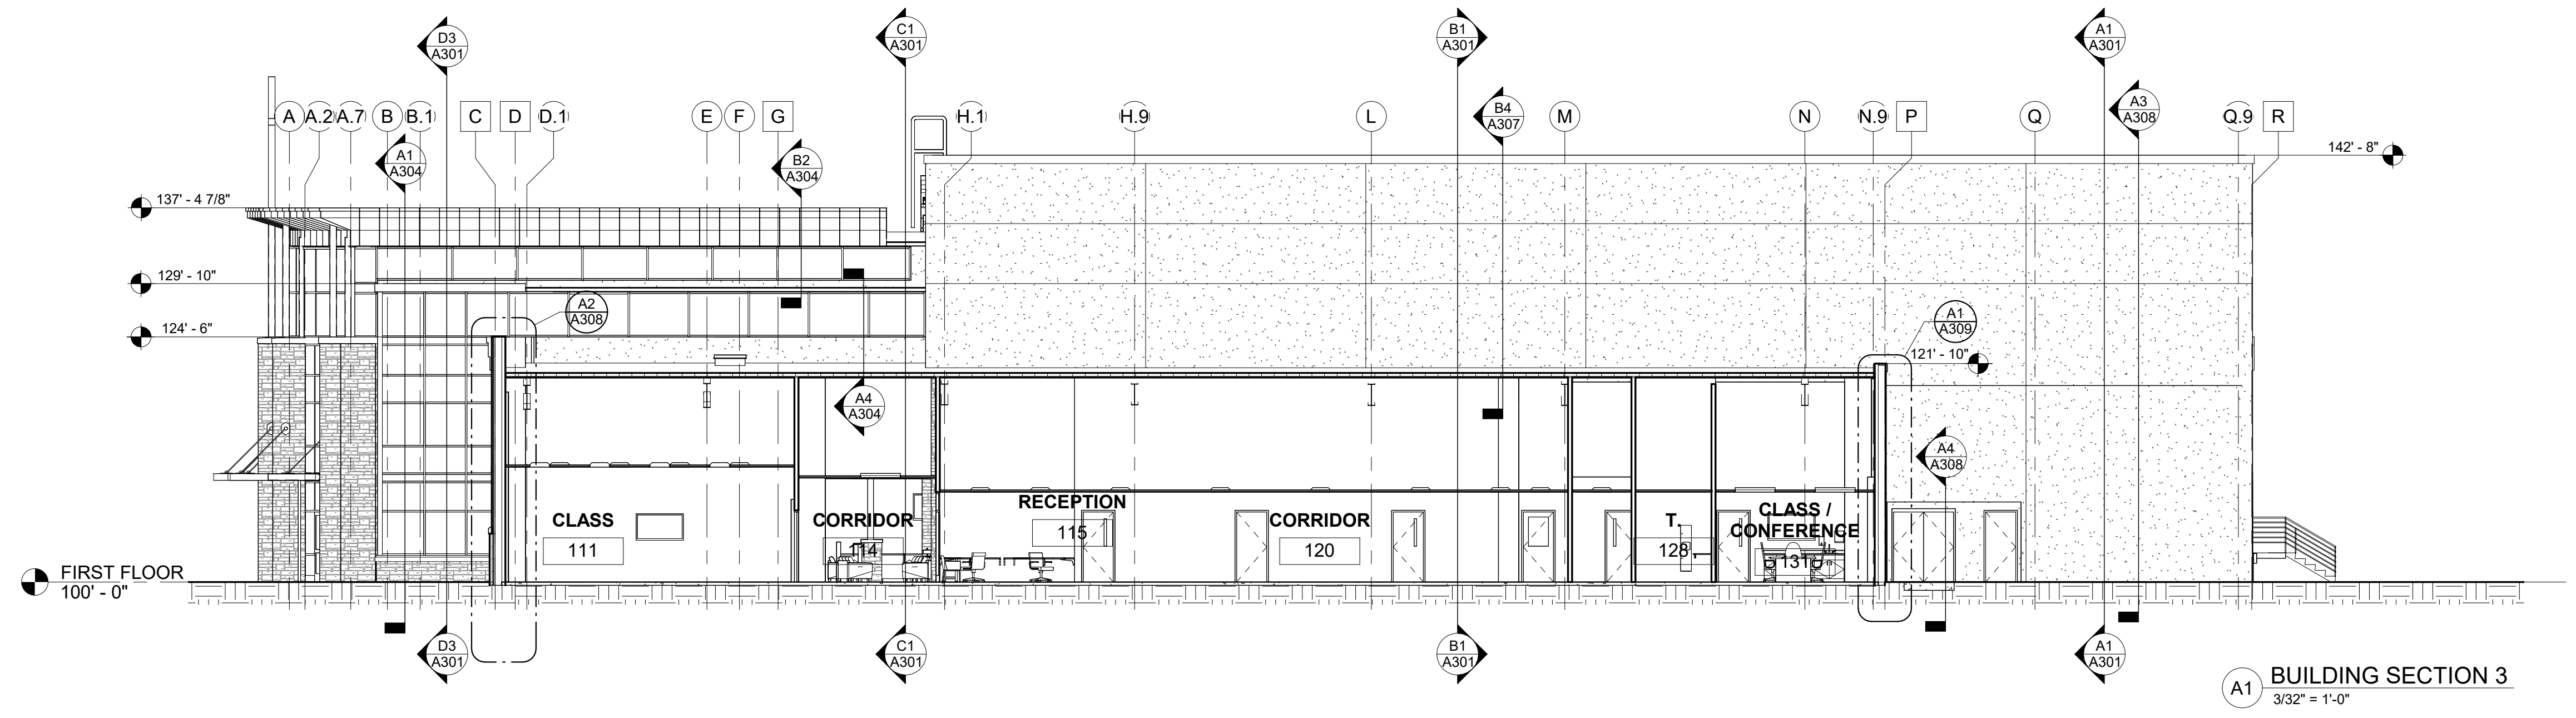 D3
A301
C1
A301
B1
A301
A1
A301
A
A.2
A.7
B
B.1
C
D
D.1
E
F
G
H.1
H.9
L
M
N
N.9
P
Q
Q.9
R
B4
A307
A3
A308
A1
A304
B2
A304
142' - 8"
137' - 4 7/8"
129' - 10"
124' - 6"
A2
A308
A1
A309
121' - 10"
A4
A304
A4
A308
CLASS
111
CORRIDOR
114
RECEPTION
115
CORRIDOR
120
T.
128
CLASS /
CONFERENCE
131
FIRST FLOOR
100' - 0"
D3
A301
C1
A301
B1
A301
A1
A301
A1
BUILDING SECTION 3
3/32" = 1'-0"